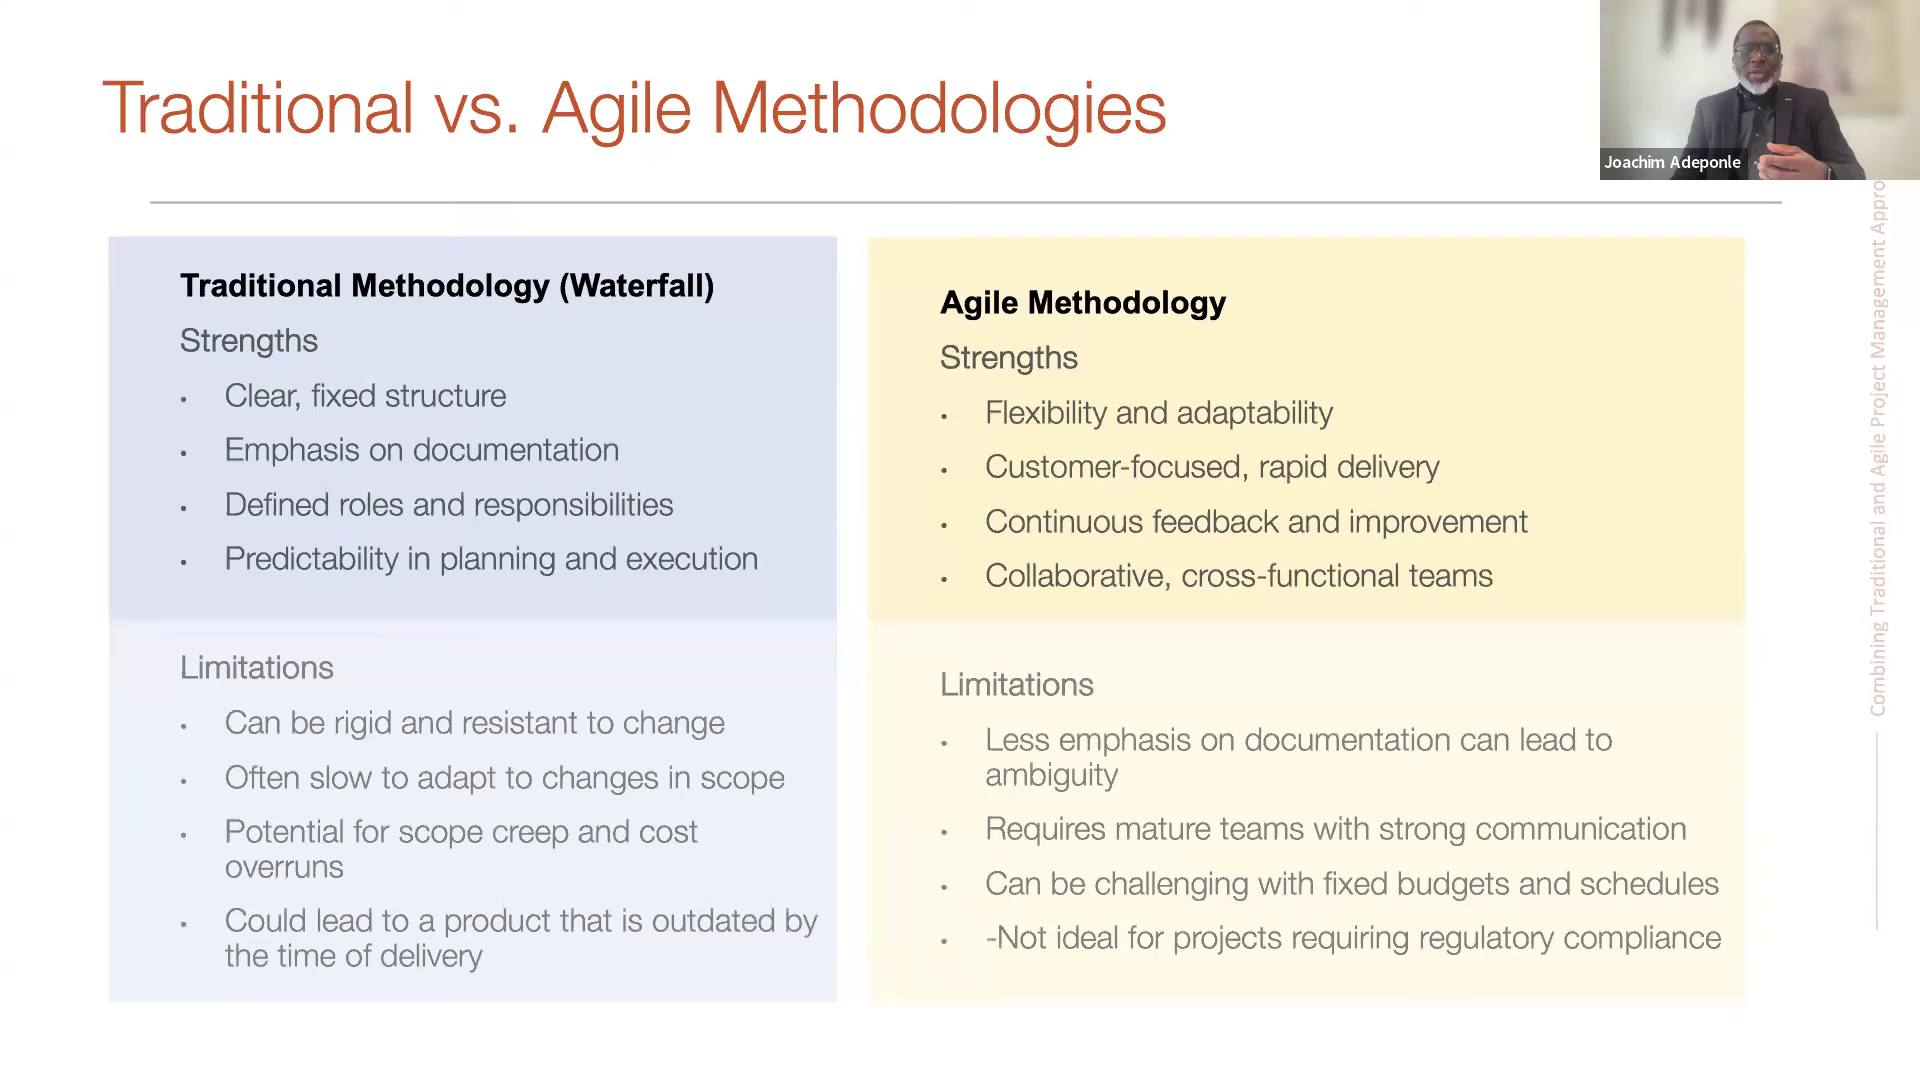 Traditional vs. Agile Methodologies
Joachim Adeponle
Traditional Methodology (Waterfall)
Strengths
• Clear, fixed structure
• Emphasis on documentation
• Defined roles and responsibilities
• Predictability in planning and execution
Limitations
• Can be rigid and resistant to change
• Often slow to adapt to changes in scope
• Potential for scope creep and cost
overruns
• Could lead to a product that is outdated by
the time of delivery
Agile Methodology
Strengths
• Flexibility and adaptability
• Customer-focused, rapid delivery
• Continuous feedback and improvement
• Collaborative, cross-functional teams
Limitations
• Less emphasis on documentation can lead to
ambiguity
• Requires mature teams with strong communication
• Can be challenging with fixed budgets and schedules
• -Not ideal for projects requiring regulatory compliance
Combining Traditional and Agile Project Management Appro